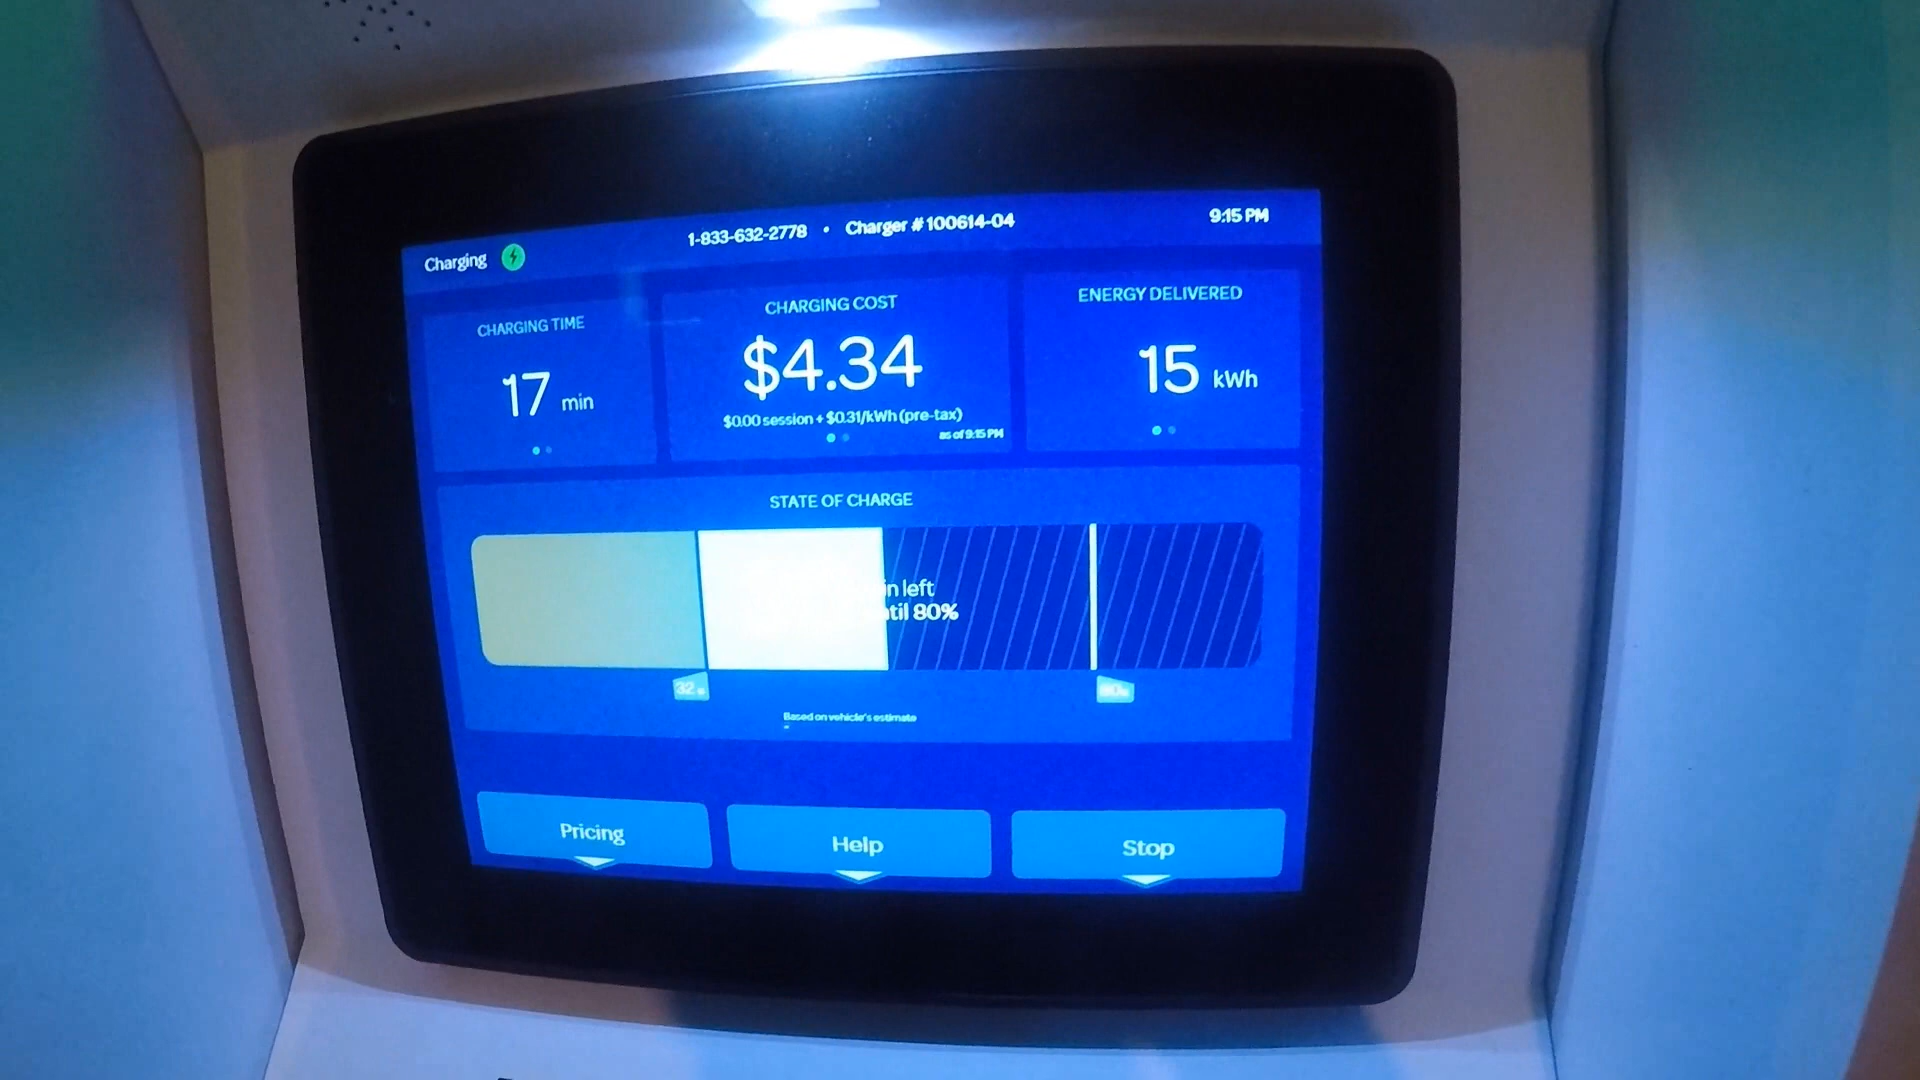 1-833-632-2778 • Charger #100614-04
9:15 PM
Charging
CHARGING TIME
17 min
CHARGING COST
$4.34
$0.00 session + $0.31/kWh (pre-tax)
as of 9:15 PM
ENERGY DELIVERED
15 kWh
STATE OF CHARGE
left
80%
32%
80%
Based on vehicle's estimate
Pricing
Help
Stop